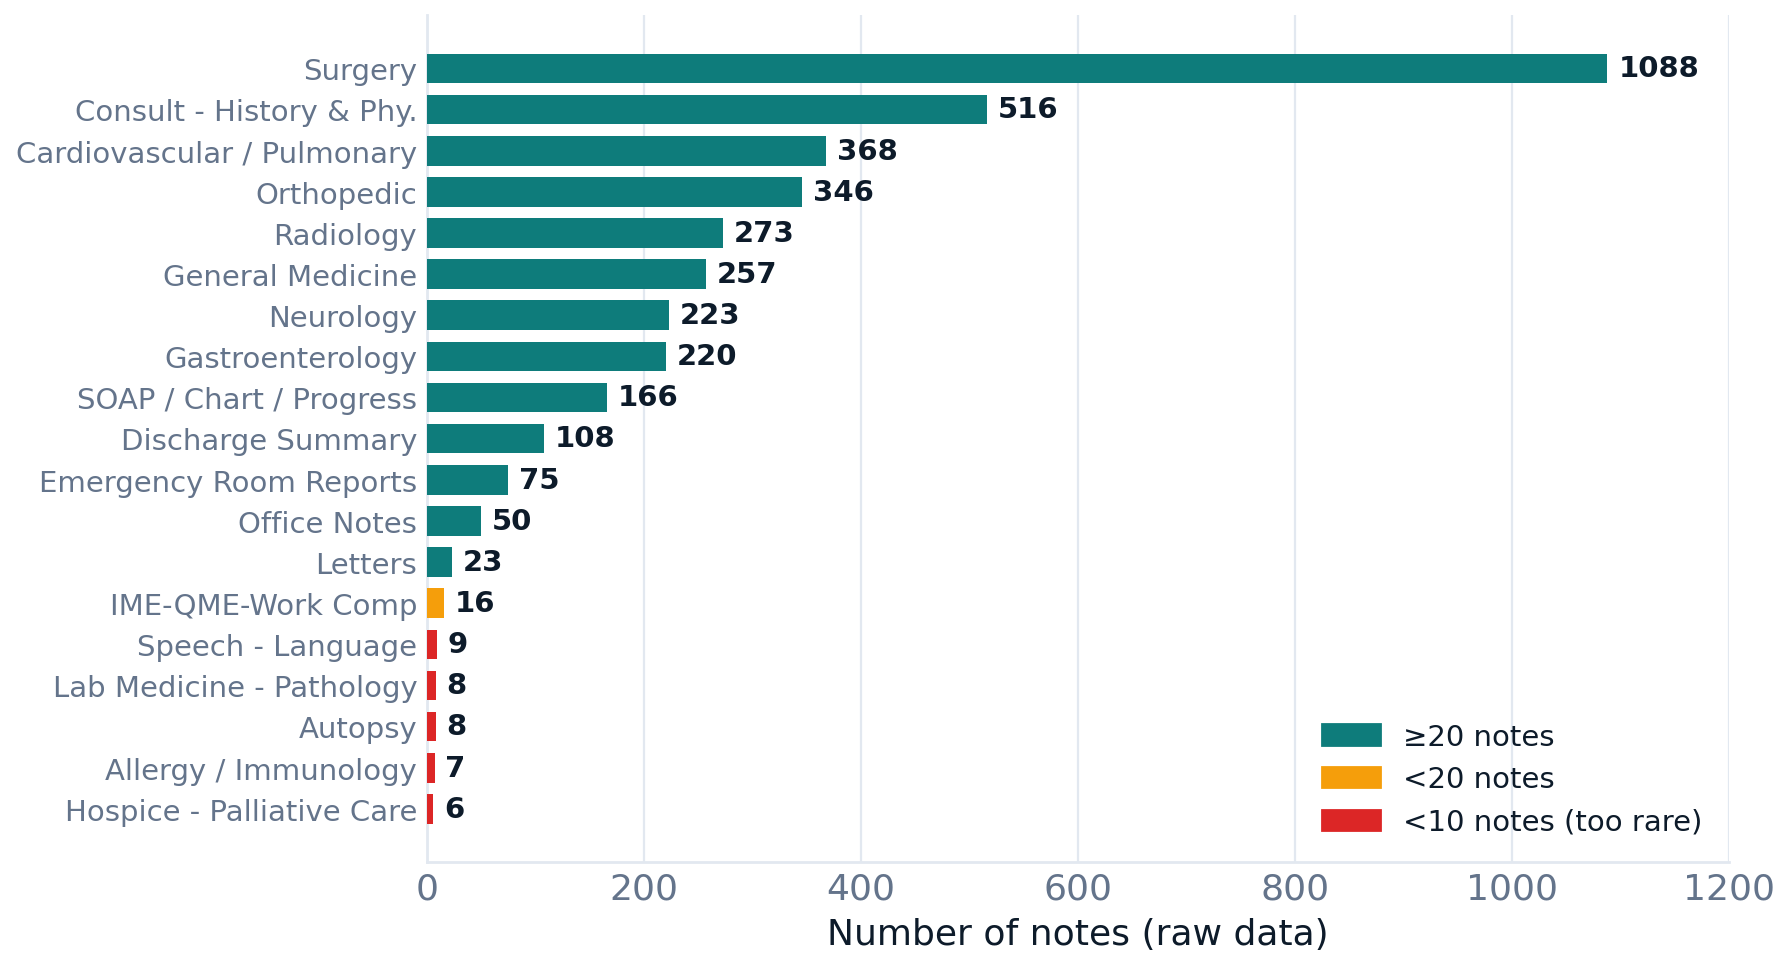 Surgery 1088
Consult - History & Phy. 516
Cardiovascular / Pulmonary 368
Orthopedic 346
Radiology 273
General Medicine 257
Neurology 223
Gastroenterology 220
SOAP / Chart / Progress 166
Discharge Summary 108
Emergency Room Reports 75
Office Notes 50
Letters 23
IME-QME-Work Comp 16
Speech - Language 9
Lab Medicine - Pathology 8
Autopsy 8
Allergy / Immunology 7
Hospice - Palliative Care 6
≥20 notes
<20 notes
<10 notes (too rare)
0 200 400 600 800 1000 1200
Number of notes (raw data)